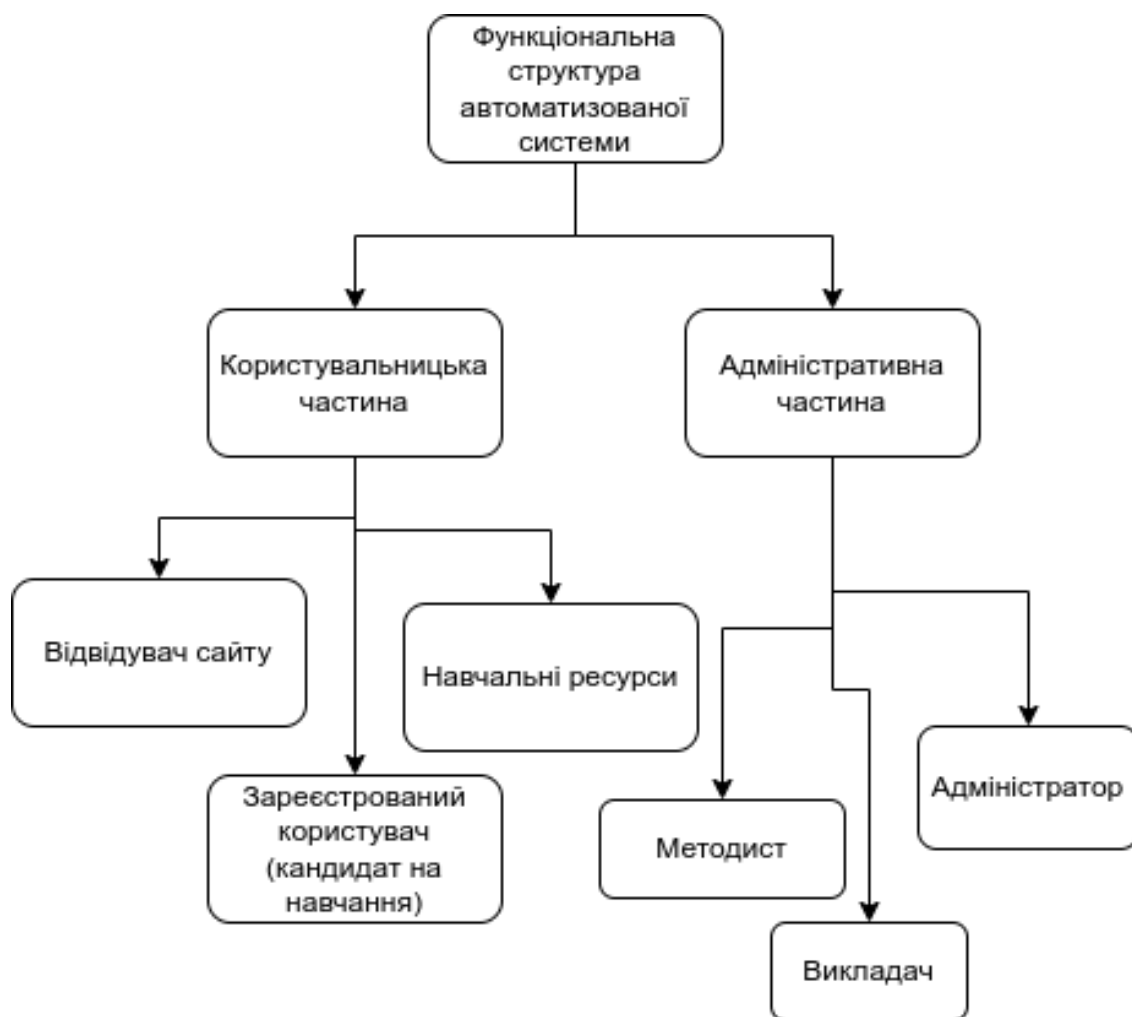 Функціональна
структура
автоматизованої
системи
Користувальницька
частина
Адміністративна
частина
Відвідувач сайту
Навчальні ресурси
Зареєстрований
користувач
(кандидат на
навчання)
Методист
Адміністратор
Викладач